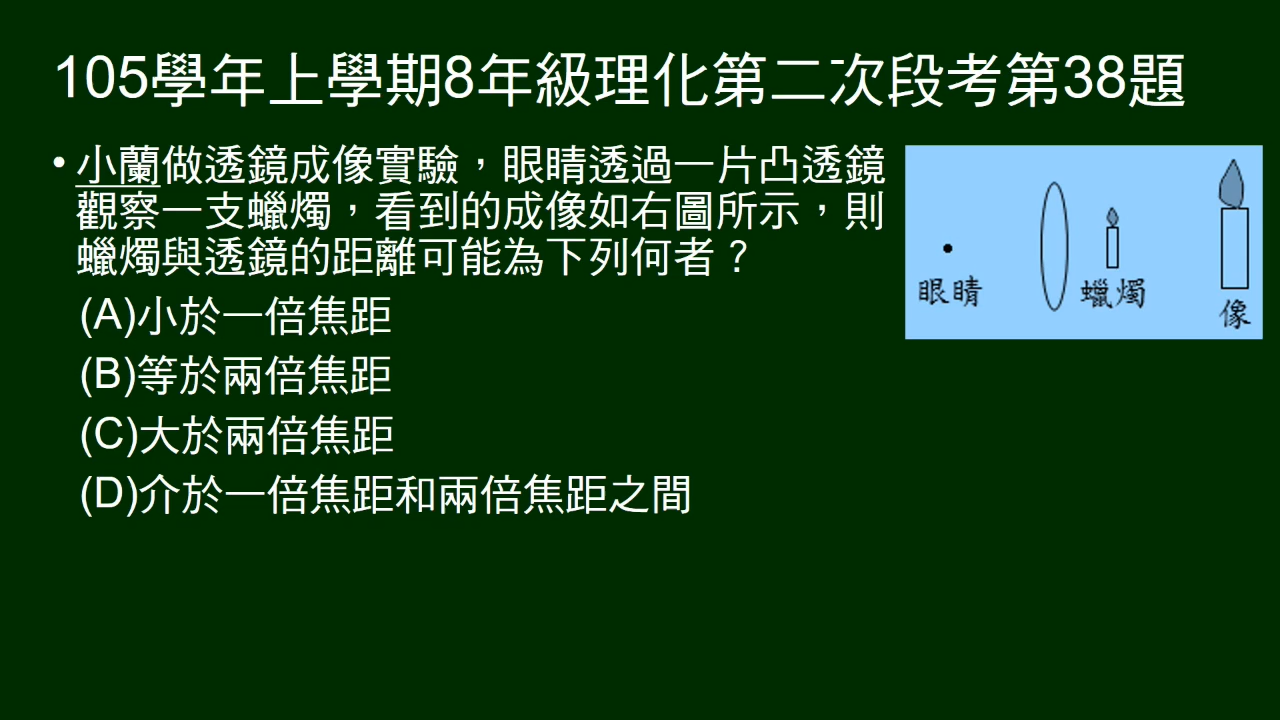 105學年上學期8年級理化第二次段考第38題
• 小蘭做透鏡成像實驗，眼睛透過一片凸透鏡
觀察一支蠟燭，看到的成像如右圖所示，則
蠟燭與透鏡的距離可能為下列何者？
(A)小於一倍焦距
(B)等於兩倍焦距
(C)大於兩倍焦距
(D)介於一倍焦距和兩倍焦距之間
眼睛
蠟燭
像